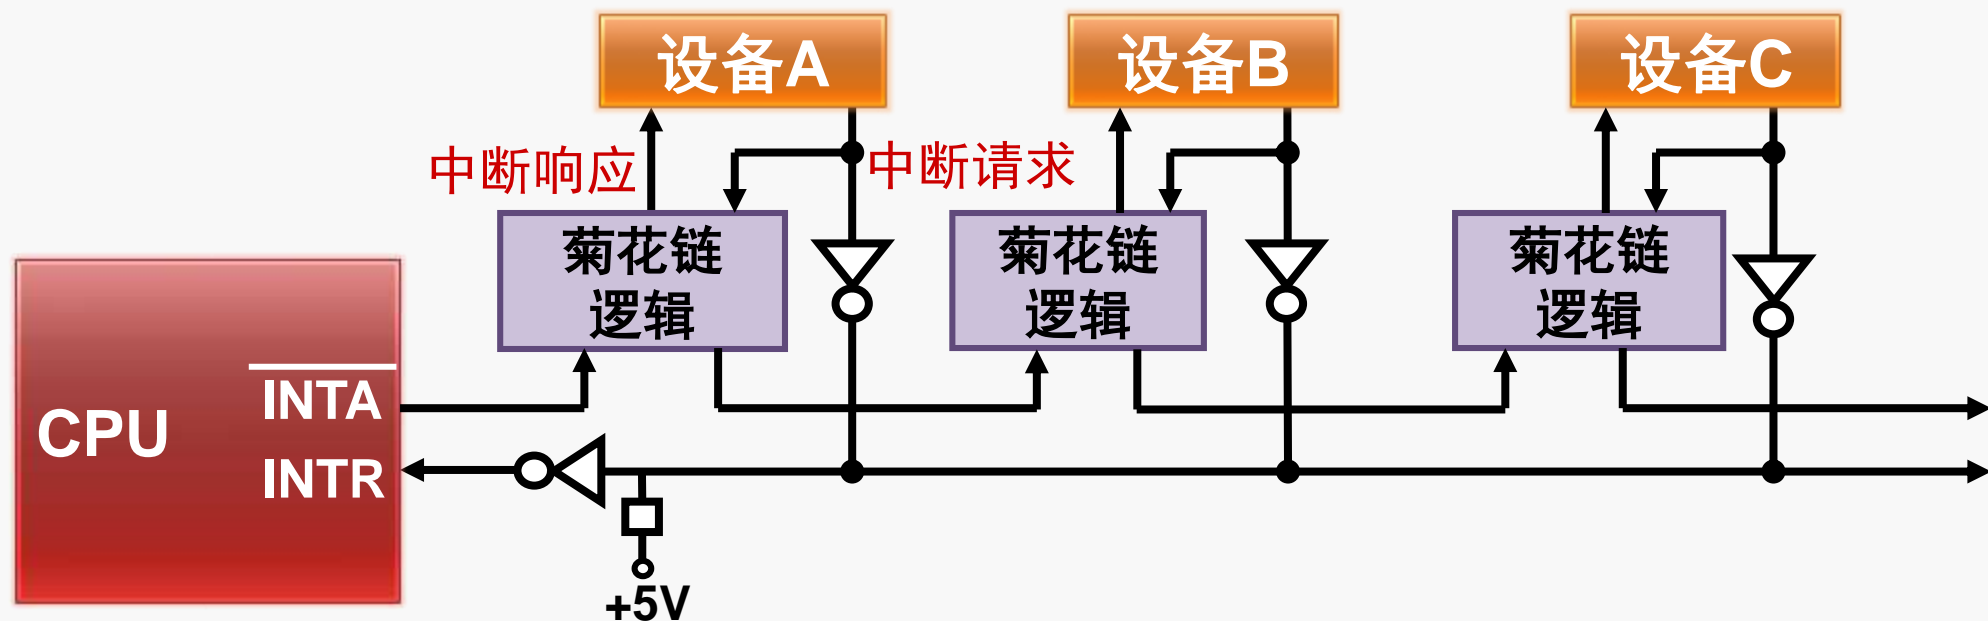 设备A
设备B
设备C
中断响应
中断请求
菊花链
逻辑
菊花链
逻辑
菊花链
逻辑
CPU
INTA
INTR
+5V